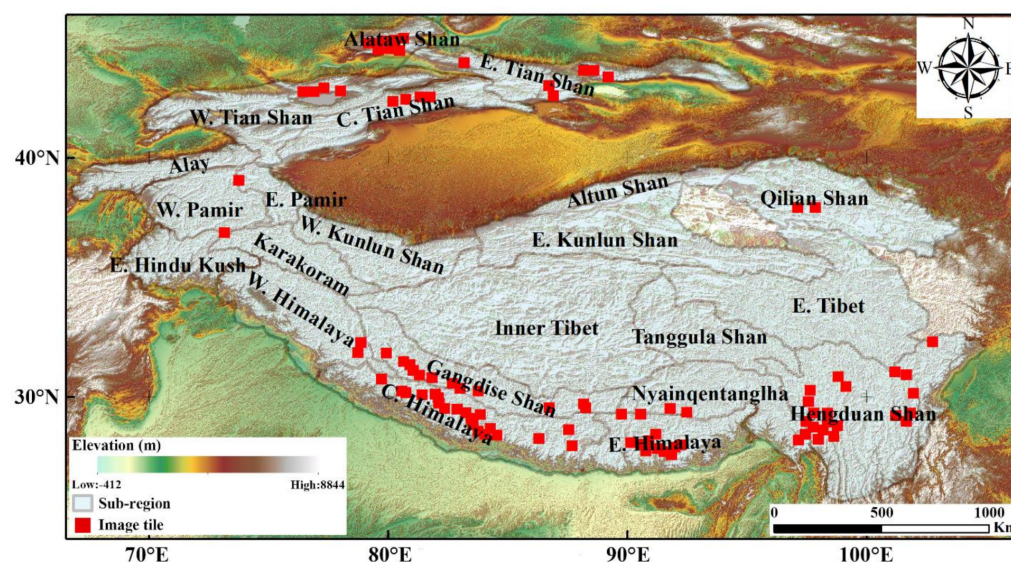 N
W
E
S
Alataw Shan
E. Tian Shan
C. Tian Shan
W. Tian Shan
40°N
Alay
Altun Shan
Qilian Shan
E. Pamir
W. Pamir
W. Kunlun Shan
E. Kunlun Shan
E. Hindu Kush
Karakoram
W. Himalaya
E. Tibet
Inner Tibet
Tanggula Shan
30°N
Gangdise Shan
Nyainqentanglha
C. Himalaya
Hengduan Shan
E. Himalaya
Elevation (m)
Low:-412 High:8844
Sub-region
Image tile
0 500 1000
Km
70°E 80°E 90°E 100°E